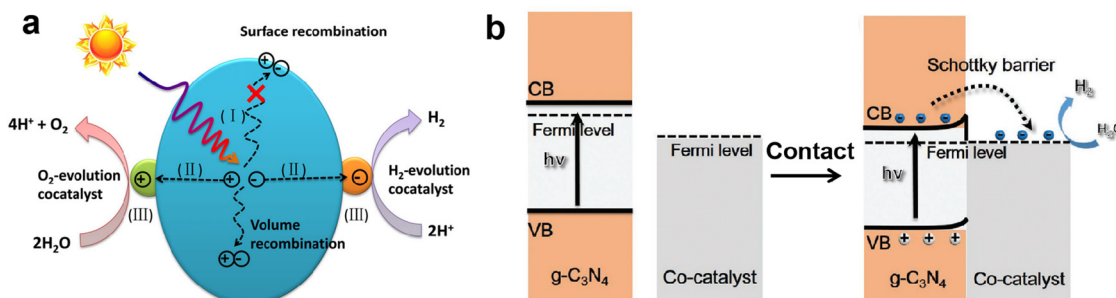 a
Surface recombination
(I)
4H⁺ + O₂
H₂
(II)
(II)
O₂-evolution
cocatalyst
H₂-evolution
cocatalyst
(III)
(III)
Volume
recombination
2H₂O
2H⁺
b
CB
Fermi level
hν
VB
g-C₃N₄
Fermi level
Co-catalyst
Contact
Schottky barrier
CB
H₂
H₂O
Fermi level
hν
VB
g-C₃N₄
Co-catalyst